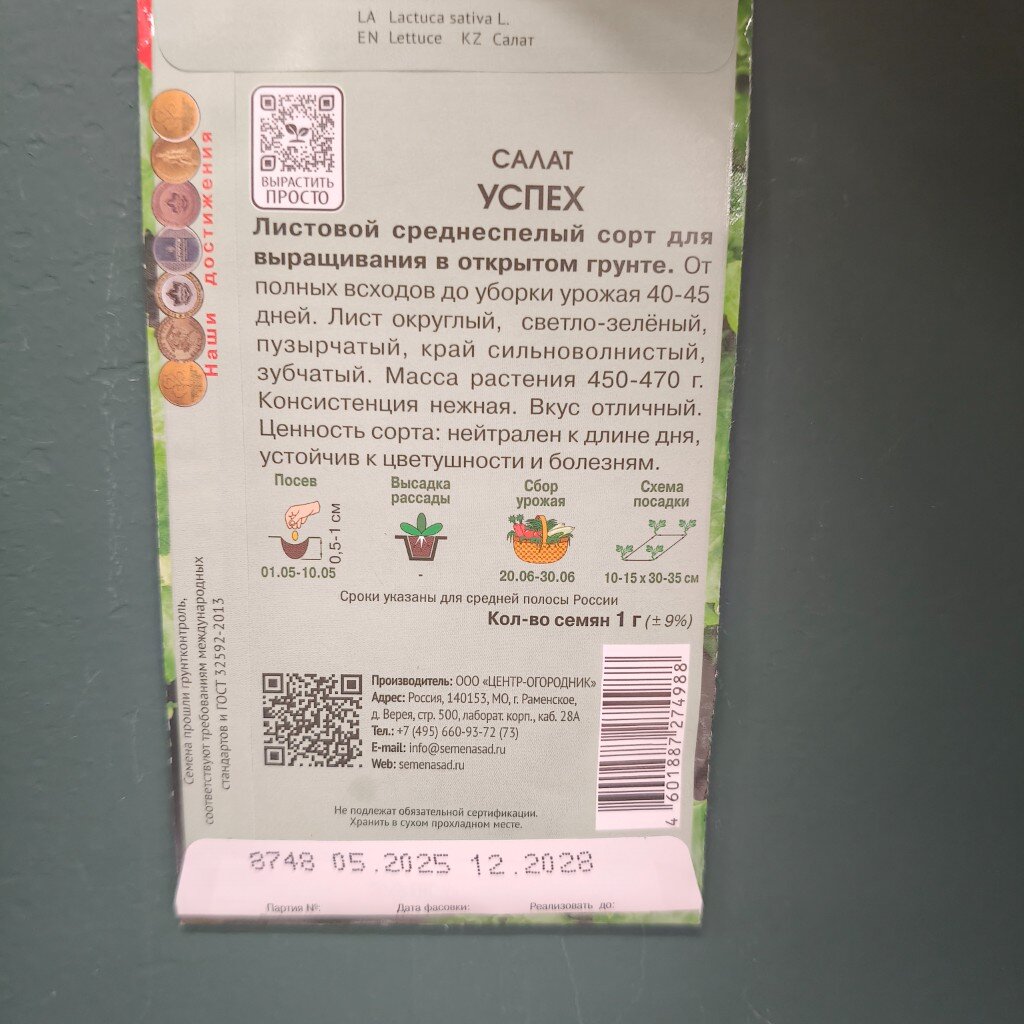 LA Lactuca sativa L.
EN Lettuce KZ Салат
ВЫРАСТИТЬ
ПРОСТО
Наши достижения
САЛАТ
УСПЕХ
Листовой среднеспелый сорт для
выращивания в открытом грунте. От
полных всходов до уборки урожая 40-45
дней. Лист округлый, светло-зелёный,
пузырчатый, край сильноволнистый,
зубчатый. Масса растения 450-470 г.
Консистенция нежная. Вкус отличный.
Ценность сорта: нейтрален к длине дня,
устойчив к цветушности и болезням.
Посев
0,5-1 см
01.05-10.05
Высадка
рассады
-
Сбор
урожая
20.06-30.06
Схема
посадки
10-15 х 30-35 см
Сроки указаны для средней полосы России
Кол-во семян 1 г (± 9%)
Семена прошли грунтконтроль,
соответствуют требованиям международных
стандартов и ГОСТ 32592-2013
Производитель: ООО «ЦЕНТР-ОГОРОДНИК»
Адрес: Россия, 140153, МО, г. Раменское,
д. Верея, стр. 500, лаборат. корп., каб. 28А
Тел.: +7 (495) 660-93-72 (73)
E-mail: info@semenasad.ru
Web: semenasad.ru
4 601887 274988
Не подлежат обязательной сертификации.
Хранить в сухом прохладном месте.
8748 05.2025 12.2028
Партия №: Дата фасовки: Реализовать до: